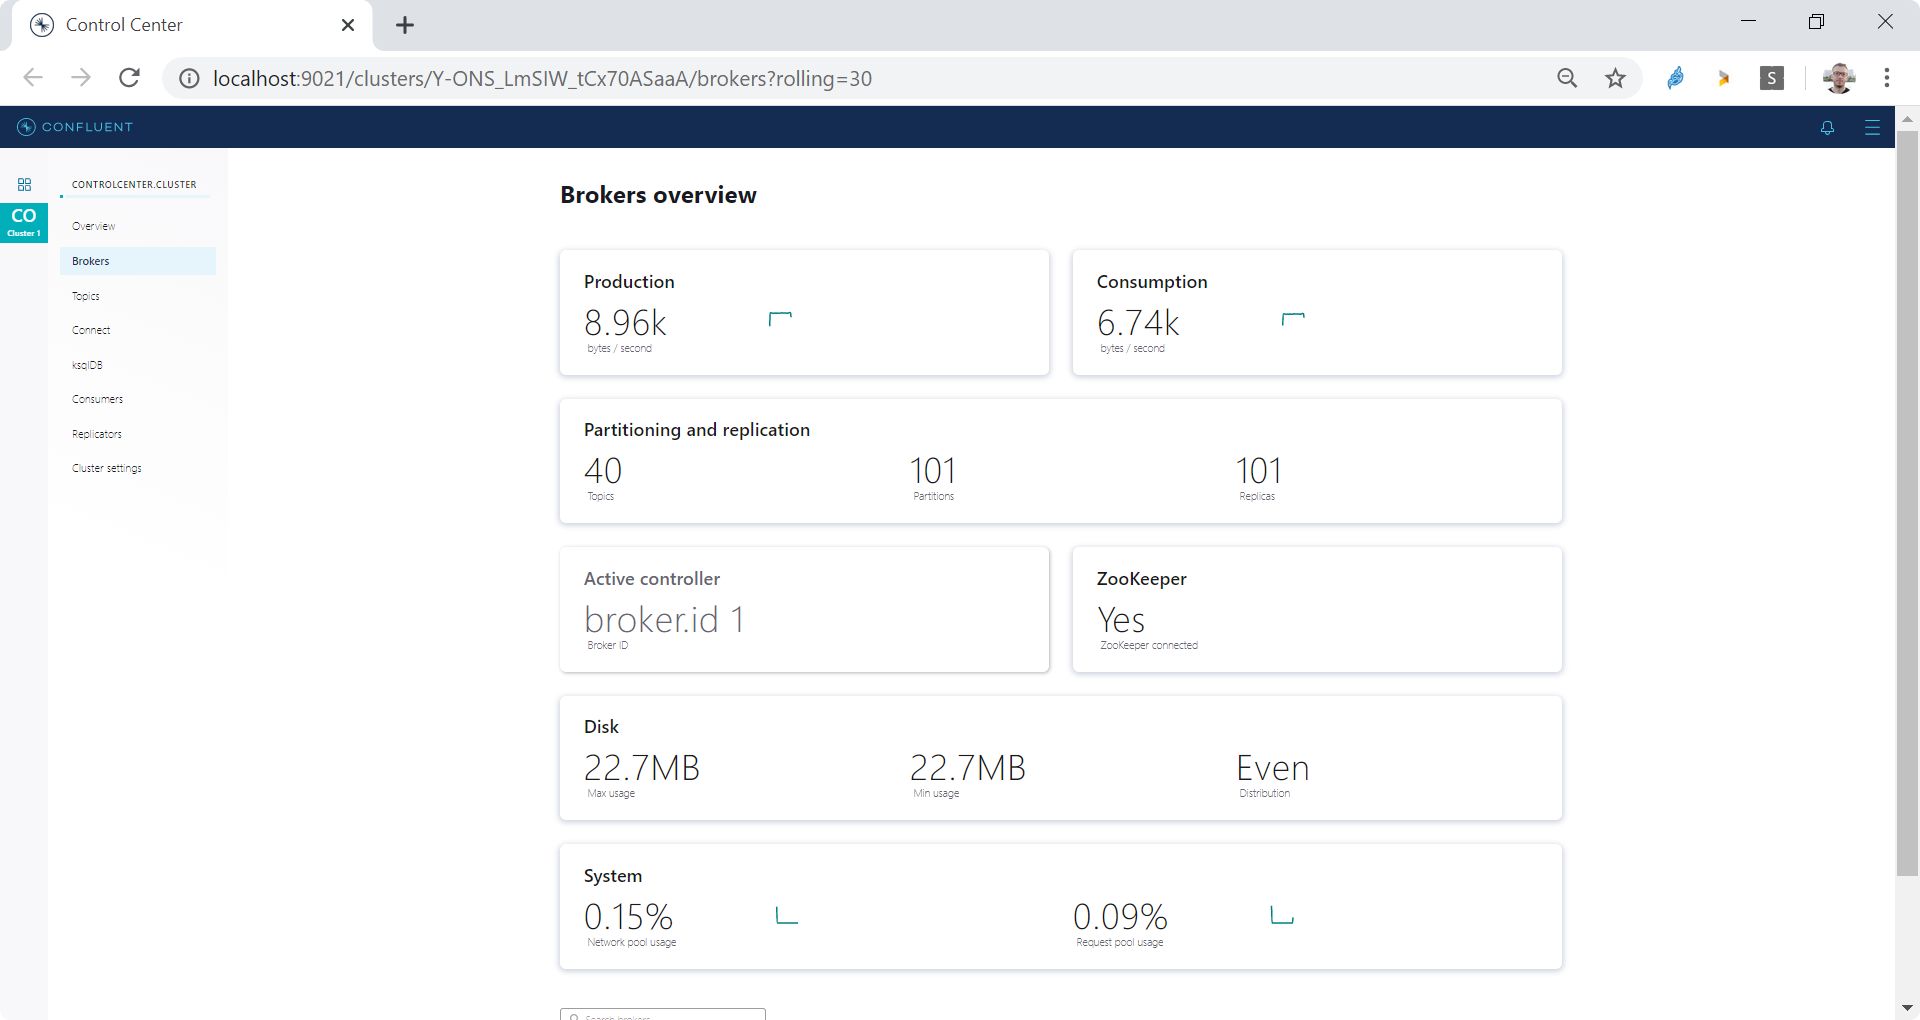 Control Center
localhost:9021/clusters/Y-ONS_LmSIW_tCx70ASaaA/brokers?rolling=30
S
CONFLUENT
CONTROLCENTER.CLUSTER
CO
Cluster 1
Overview
Brokers
Topics
Connect
ksqlDB
Consumers
Replicators
Cluster settings
Brokers overview
Production
8.96k
bytes / second
Consumption
6.74k
bytes / second
Partitioning and replication
40
Topics
101
Partitions
101
Replicas
Active controller
broker.id 1
Broker ID
ZooKeeper
Yes
ZooKeeper connected
Disk
22.7MB
Max usage
22.7MB
Min usage
Even
Distribution
System
0.15%
Network pool usage
0.09%
Request pool usage
Search brokers